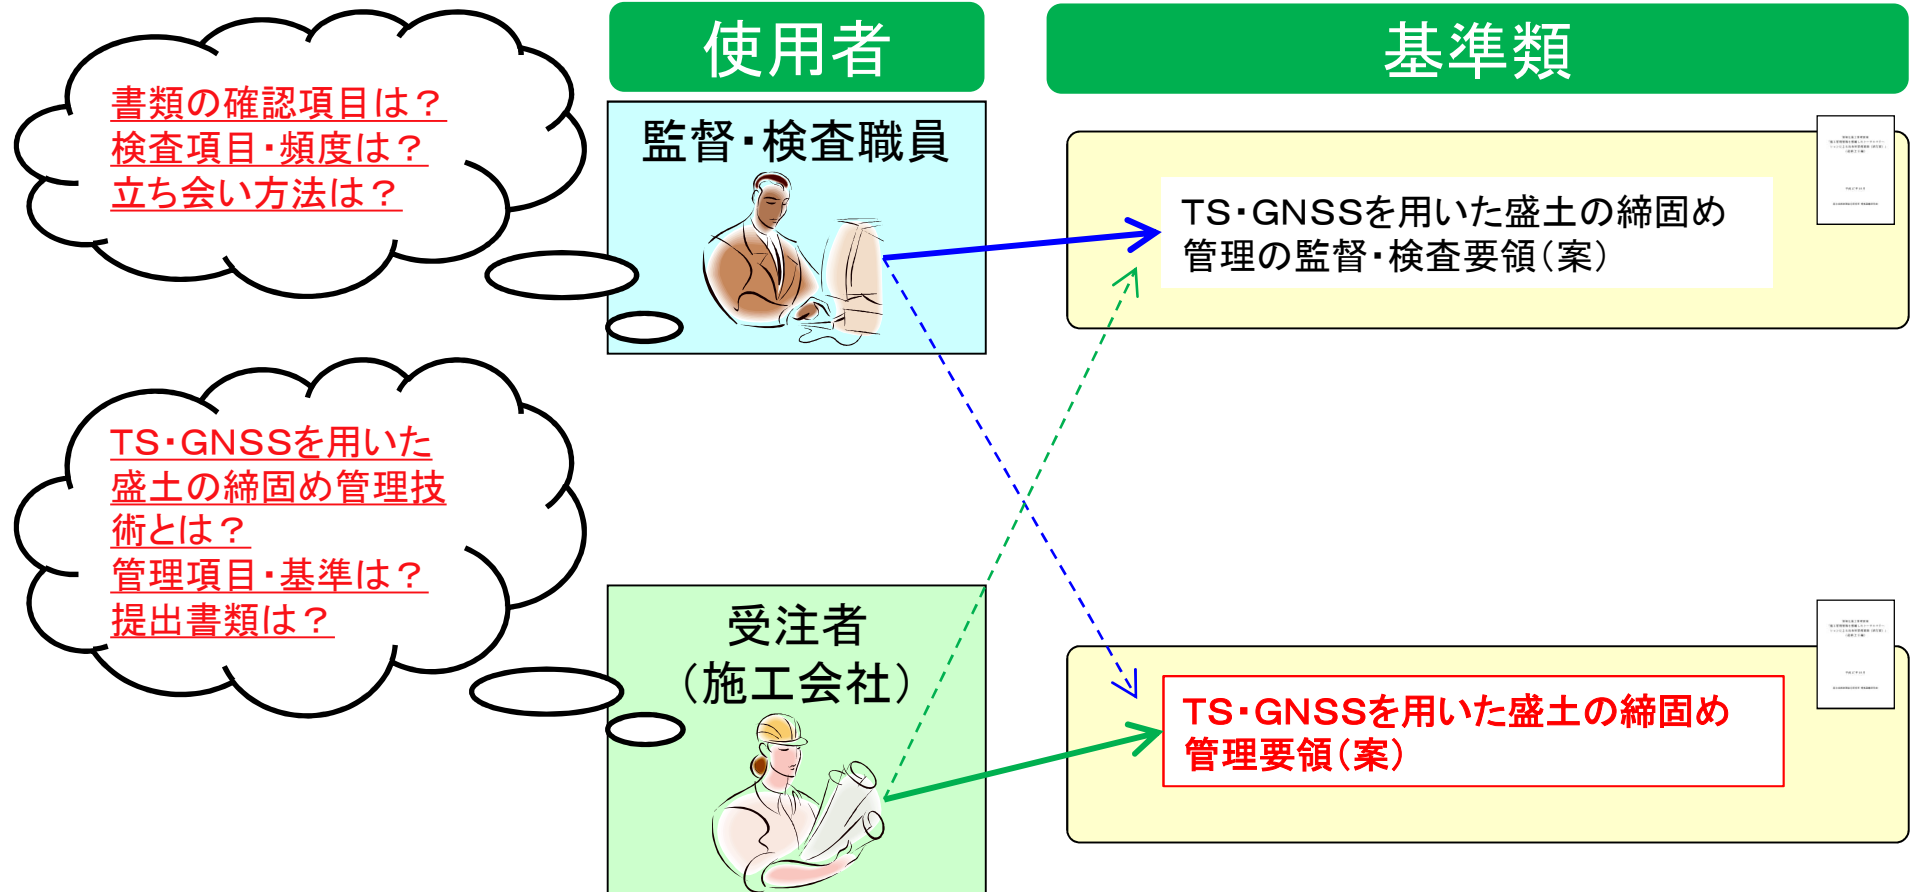 使用者
基準類
書類の確認項目は？
検査項目・頻度は？
立ち会い方法は？
監督・検査職員
TS・GNSSを用いた盛土の締固め
管理の監督・検査要領（案）
TS・GNSSを用いた
盛土の締固め管理技
術とは？
管理項目・基準は？
提出書類は？
受注者
（施工会社）
TS・GNSSを用いた盛土の締固め
管理要領（案）